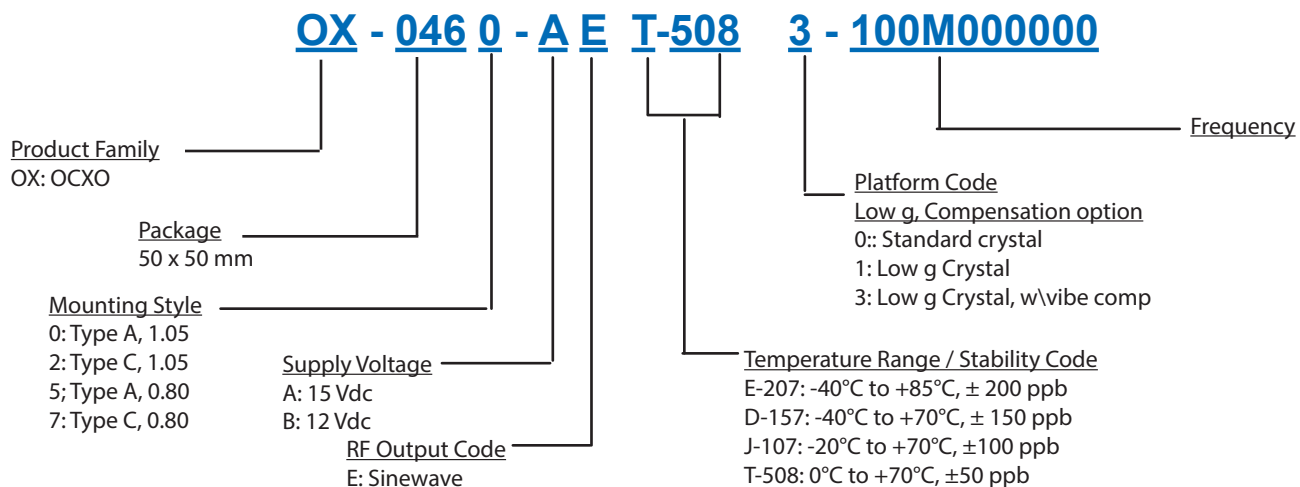 OX - 046 0 - A E T-508 3 - 100M000000
Product Family
OX: OCXO
Package
50 x 50 mm
Mounting Style
0: Type A, 1.05
2: Type C, 1.05
5; Type A, 0.80
7: Type C, 0.80
Supply Voltage
A: 15 Vdc
B: 12 Vdc
RF Output Code
E: Sinewave
Temperature Range / Stability Code
E-207: -40°C to +85°C, ± 200 ppb
D-157: -40°C to +70°C, ± 150 ppb
J-107: -20°C to +70°C, ±100 ppb
T-508: 0°C to +70°C, ±50 ppb
Platform Code
Low g, Compensation option
0:: Standard crystal
1: Low g Crystal
3: Low g Crystal, w\vibe comp
Frequency